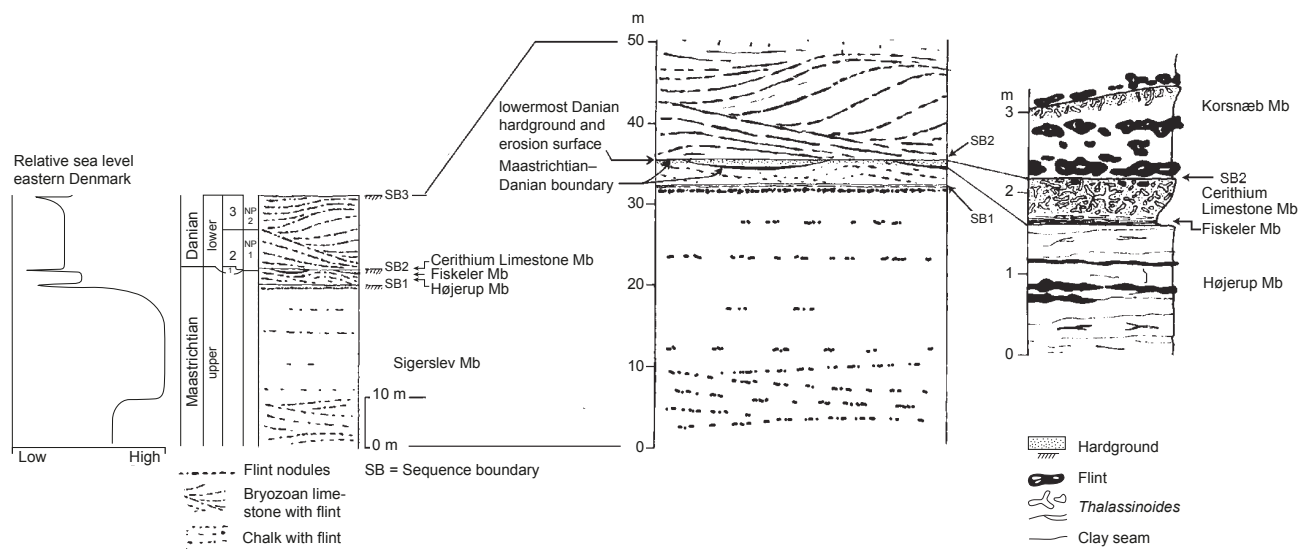 Relative sea level
eastern Denmark
Low High
Danian
lower
3
NP
2
2
NP
1
Maastrichtian
upper
SB3
SB2
SB1
Cerithium Limestone Mb
Fiskeler Mb
Højerup Mb
Sigerslev Mb
10 m
0 m
Flint nodules
SB = Sequence boundary
Bryozoan lime-
stone with flint
Chalk with flint
m
50
40
30
20
10
0
lowermost Danian
hardground and
erosion surface
Maastrichtian–
Danian boundary
SB2
SB1
m
3
2
1
0
Korsnæb Mb
SB2
Cerithium
Limestone Mb
Fiskeler Mb
Højerup Mb
Hardground
Flint
Thalassinoides
Clay seam